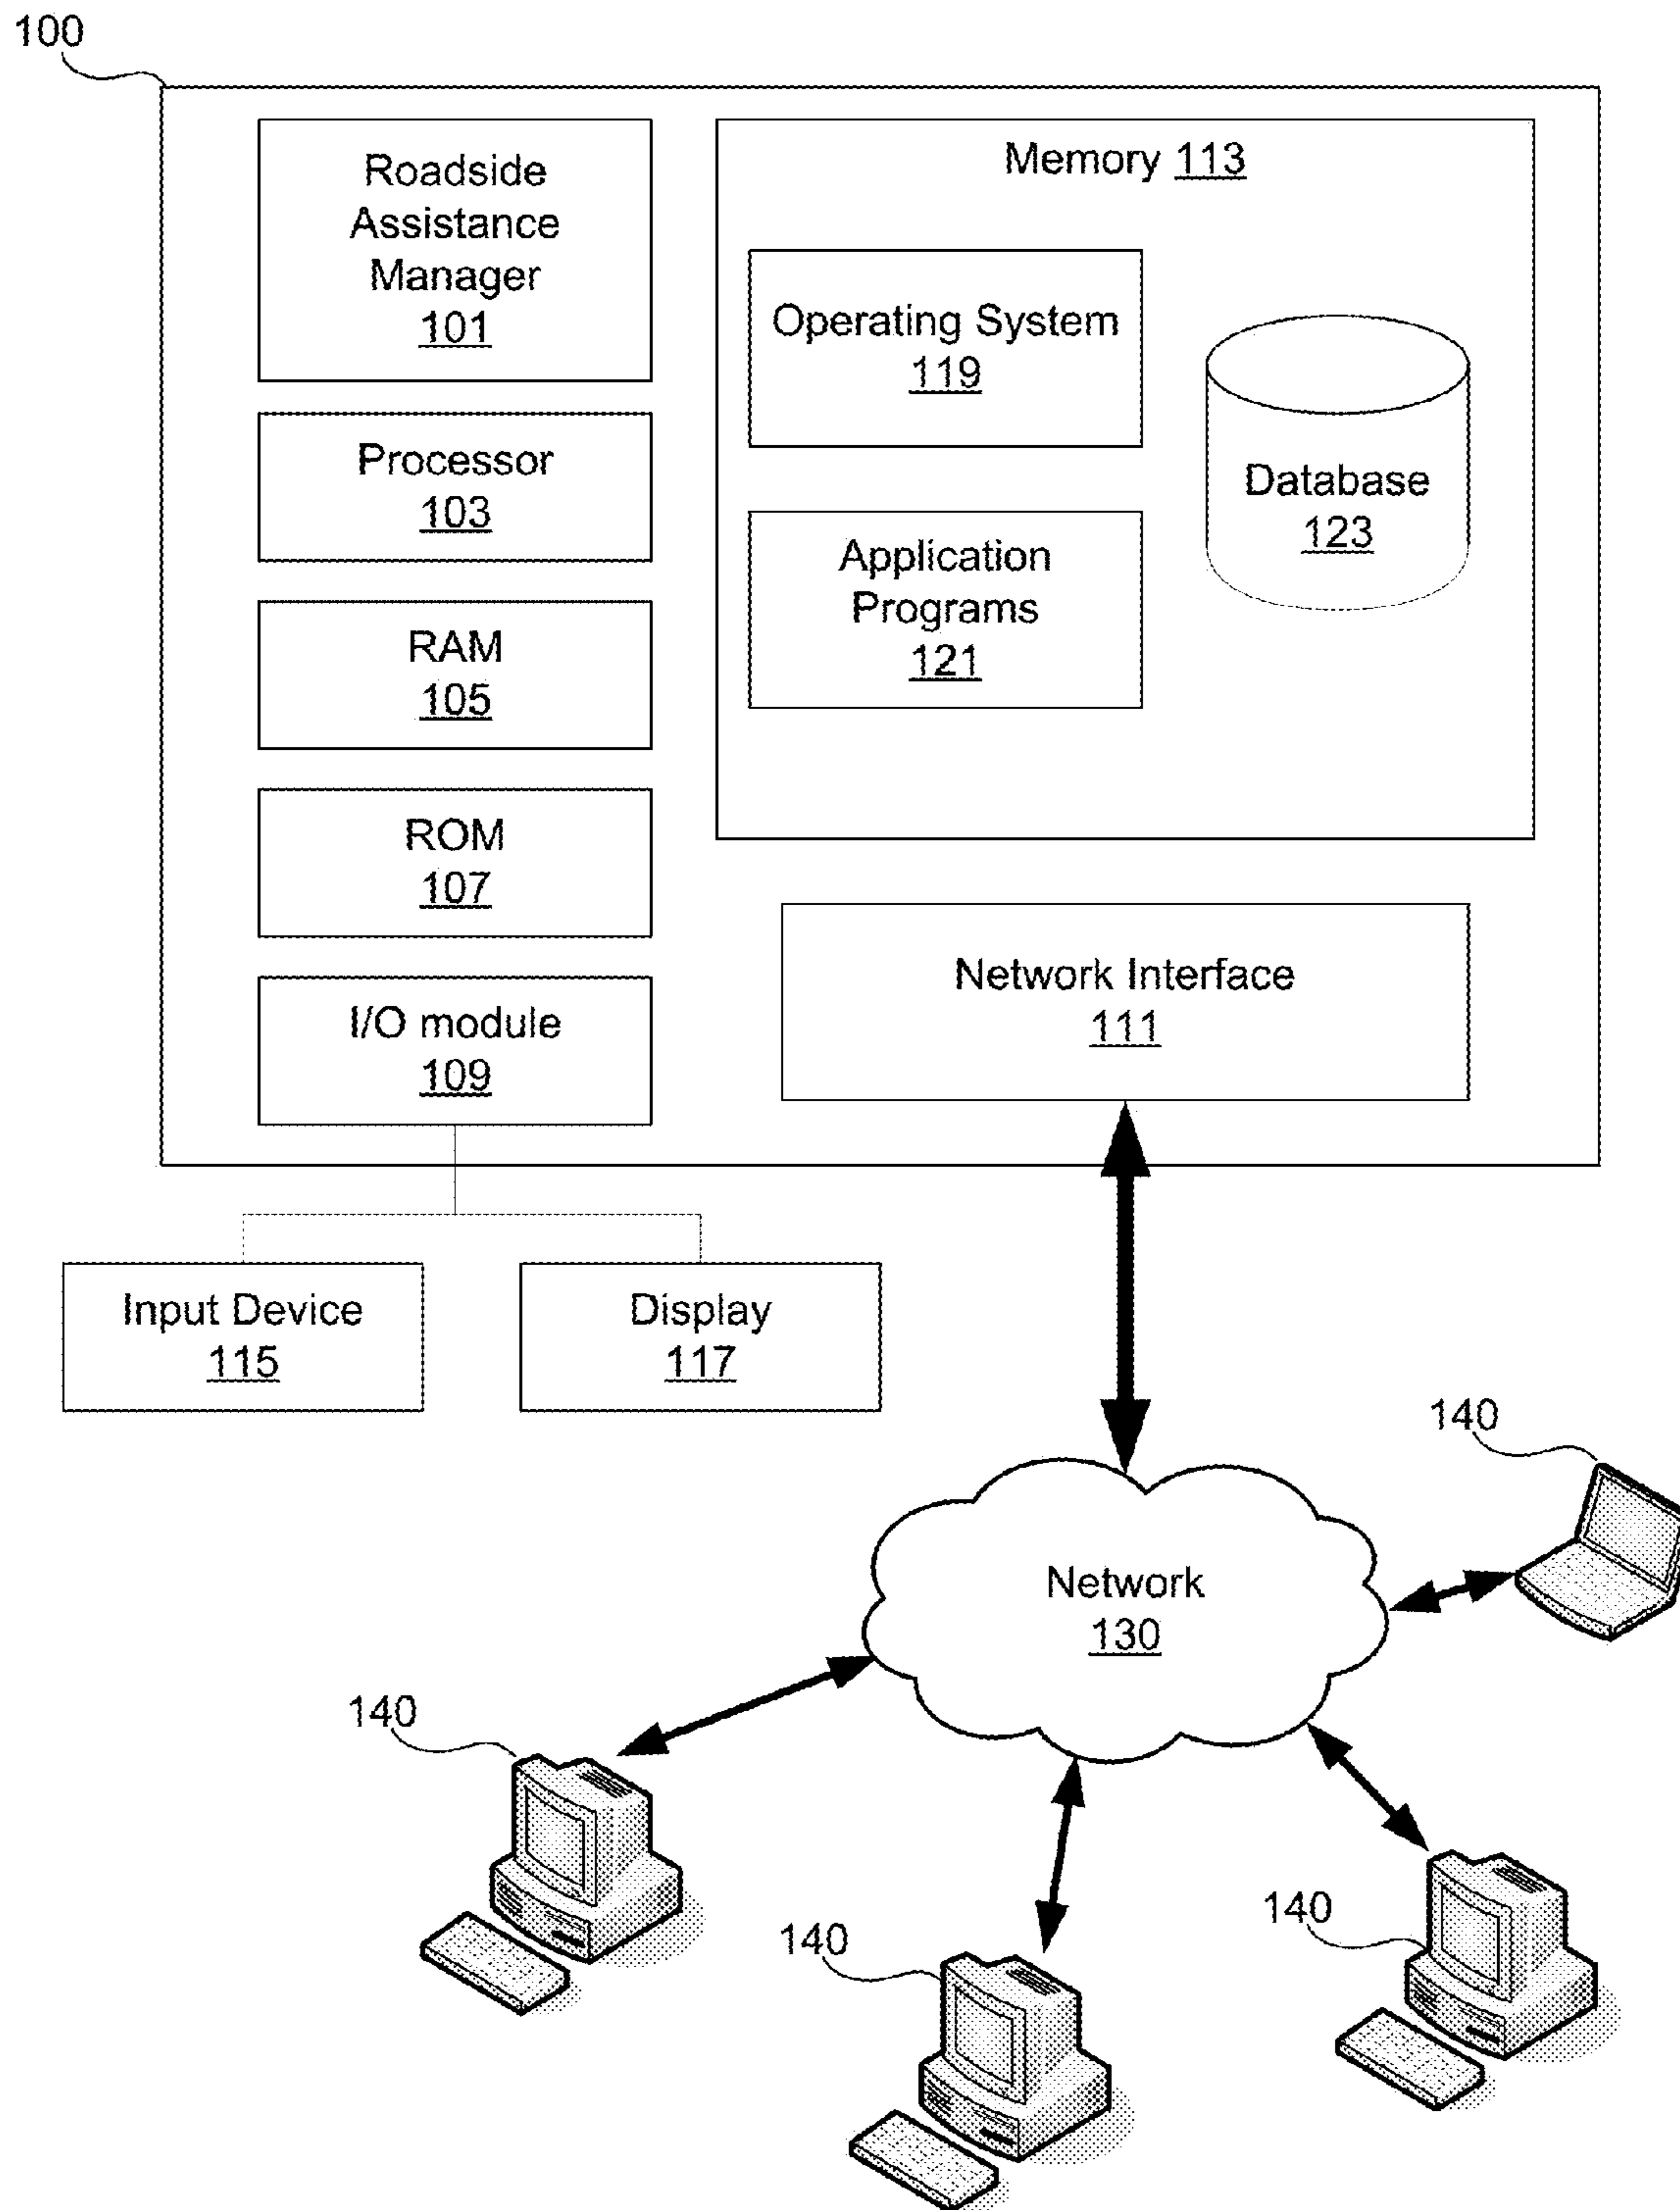 100
Roadside
Assistance
Manager
101
Processor
103
RAM
105
ROM
107
I/O module
109
Memory 113
Operating System
119
Application
Programs
121
Database
123
Network Interface
111
Input Device
115
Display
117
Network
130
140
140
140
140